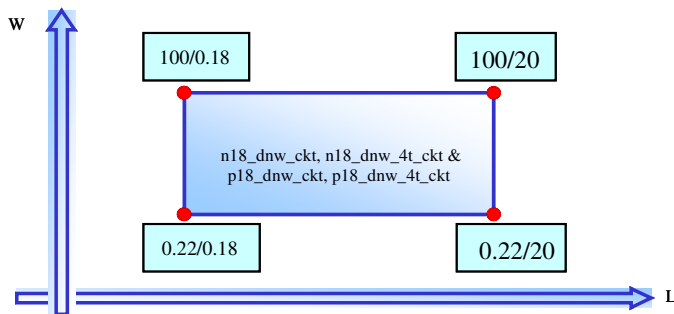 W
100/0.18
100/20
n18_dnw_ckt, n18_dnw_4t_ckt &
p18_dnw_ckt, p18_dnw_4t_ckt
0.22/0.18
0.22/20
L